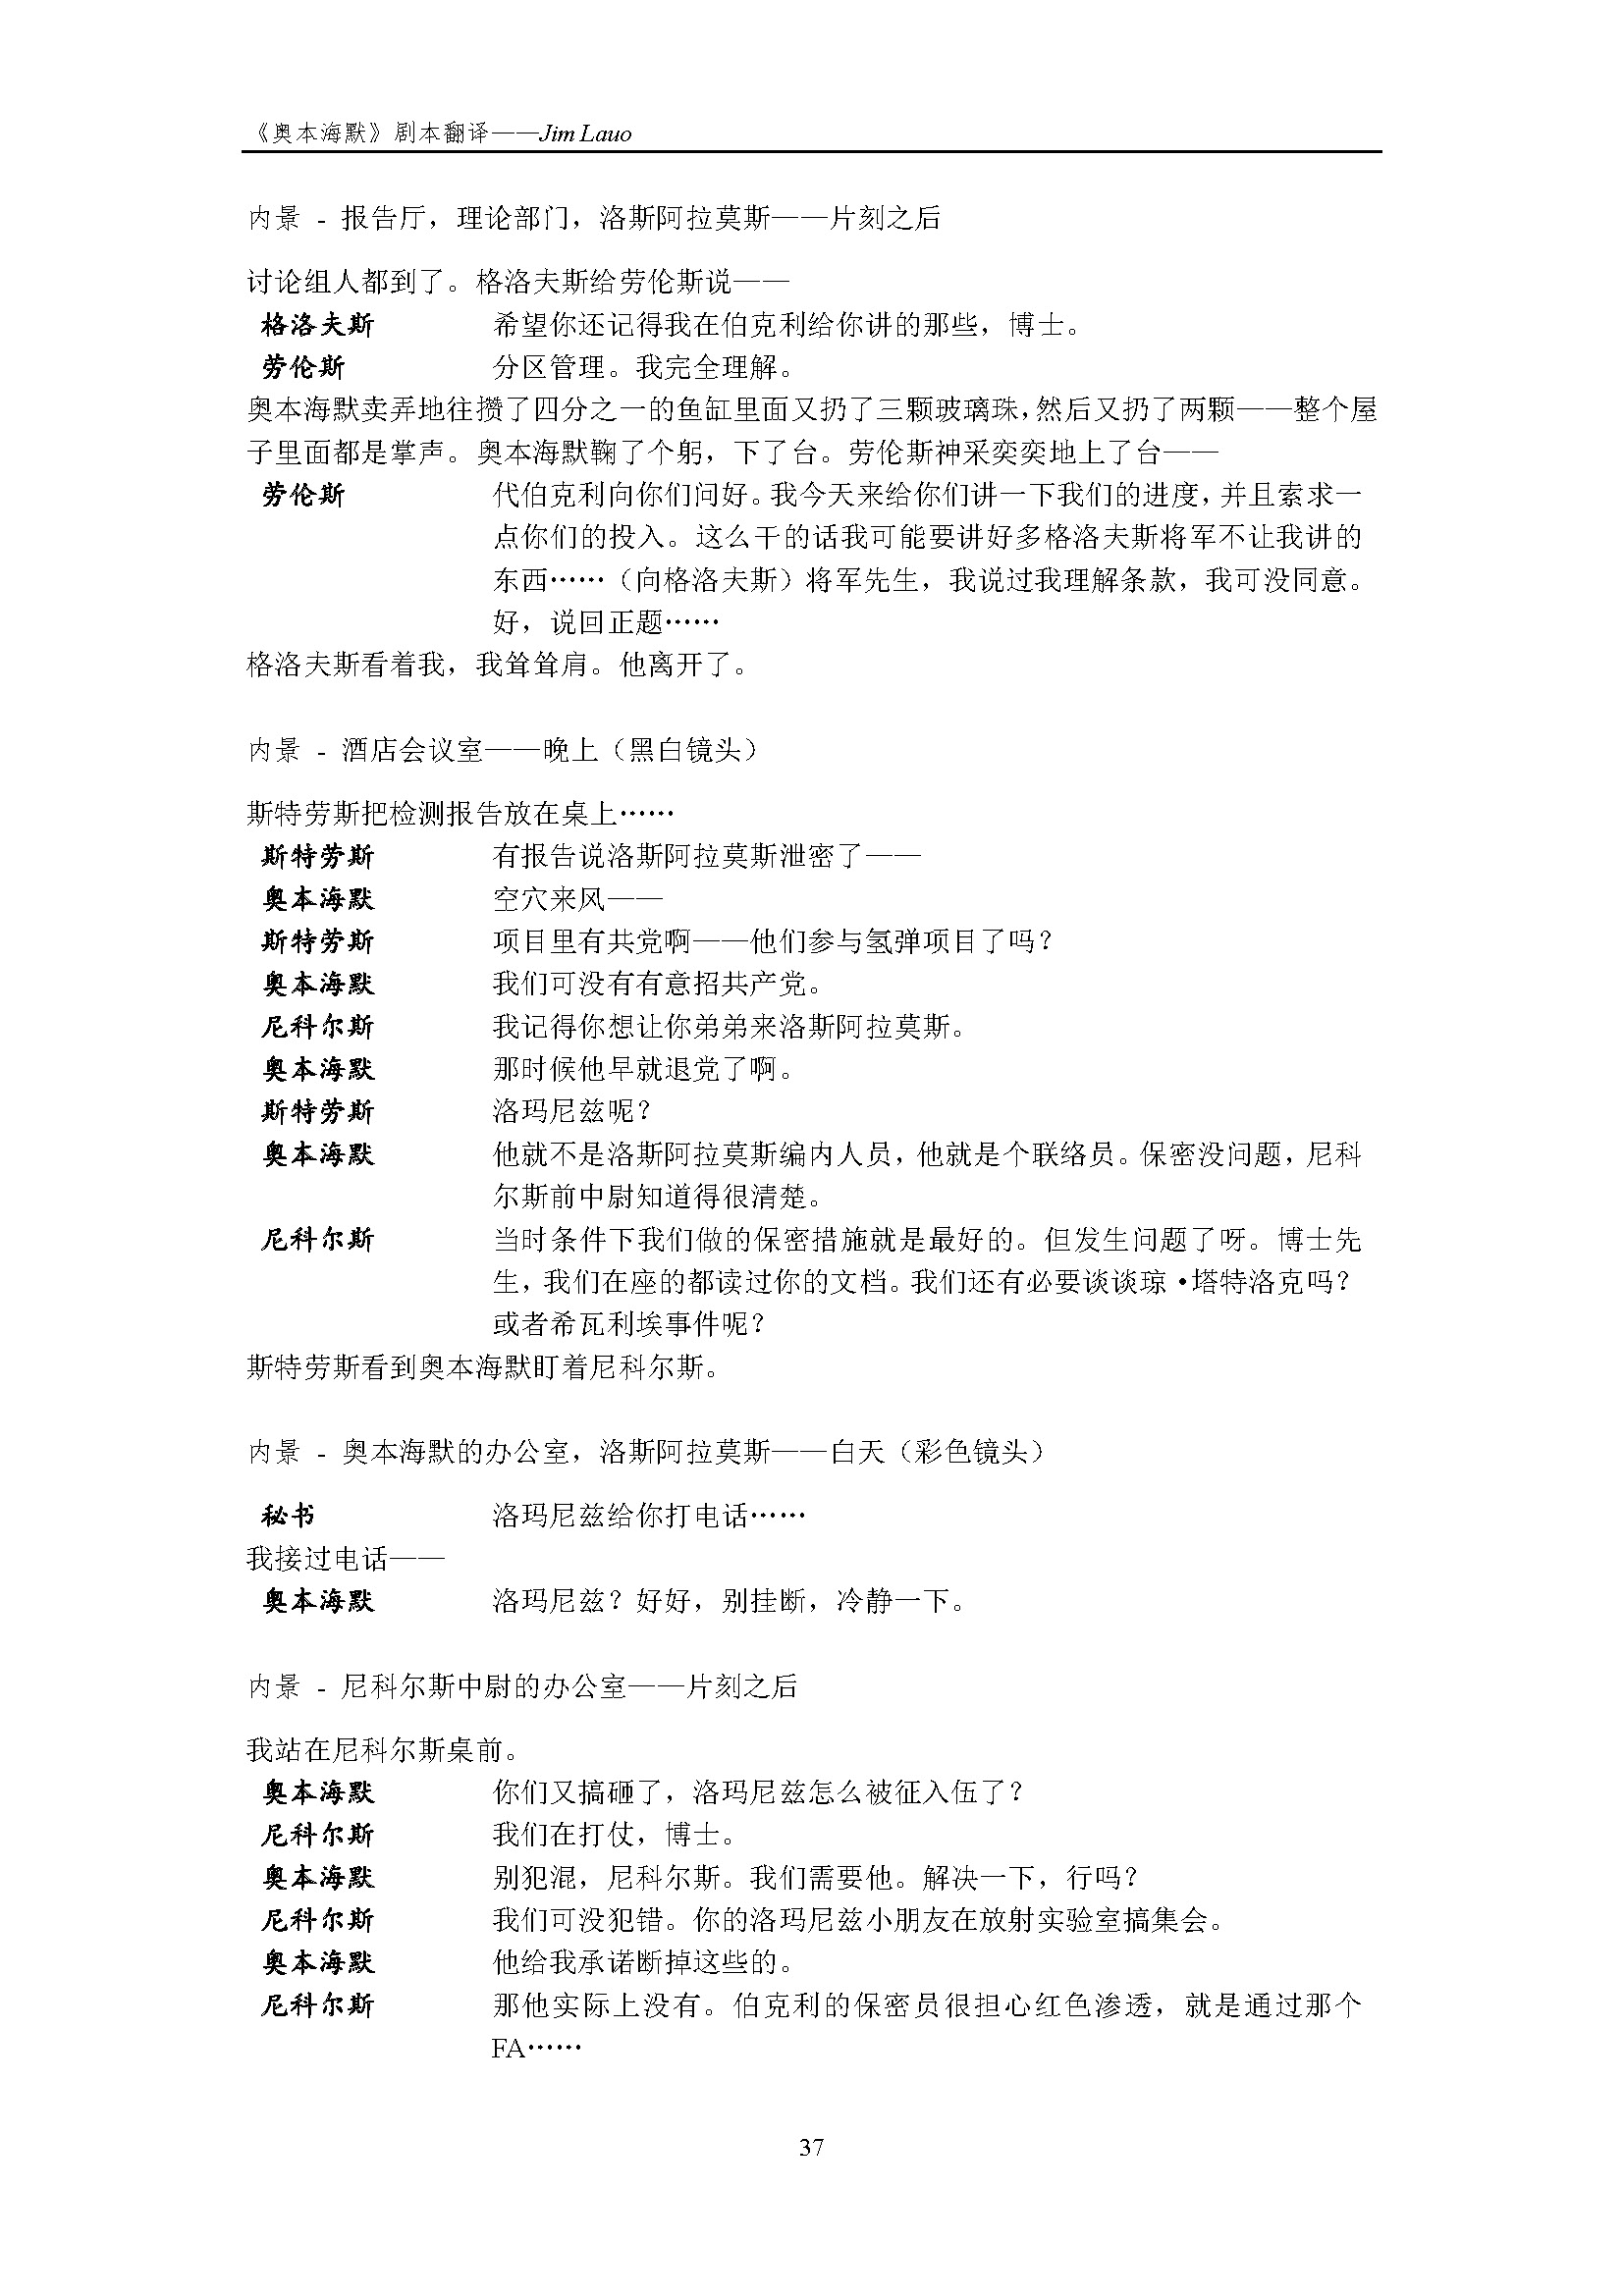 《奥本海默》剧本翻译——Jim Lauo
内景 - 报告厅，理论部门，洛斯阿拉莫斯——片刻之后
讨论组人都到了。格洛夫斯给劳伦斯说——
格洛夫斯 希望你还记得我在伯克利给你讲的那些，博士。
劳伦斯 分区管理。我完全理解。
奥本海默卖弄地往攒了四分之一的鱼缸里面又扔了三颗玻璃珠，然后又扔了两颗——整个屋
子里面都是掌声。奥本海默鞠了个躬，下了台。劳伦斯神采奕奕地上了台——
劳伦斯 代伯克利向你们问好。我今天来给你们讲一下我们的进度，并且索求一
点你们的投入。这么干的话我可能要讲好多格洛夫斯将军不让我讲的
东西……（向格洛夫斯）将军先生，我说过我理解条款，我可没同意。
好，说回正题……
格洛夫斯看着我，我耸耸肩。他离开了。
内景 - 酒店会议室——晚上（黑白镜头）
斯特劳斯把检测报告放在桌上……
斯特劳斯 有报告说洛斯阿拉莫斯泄密了——
奥本海默 空穴来风——
斯特劳斯 项目里有共党啊——他们参与氢弹项目了吗？
奥本海默 我们可没有有意招共产党。
尼科尔斯 我记得你想让你弟弟来洛斯阿拉莫斯。
奥本海默 那时候他早就退党了啊。
斯特劳斯 洛玛尼兹呢？
奥本海默 他就不是洛斯阿拉莫斯编内人员，他就是个联络员。保密没问题，尼科
尔斯前中尉知道得很清楚。
尼科尔斯 当时条件下我们做的保密措施就是最好的。但发生问题了呀。博士先
生，我们在座的都读过你的文档。我们还有必要谈谈琼·塔特洛克吗？
或者希瓦利埃事件呢？
斯特劳斯看到奥本海默盯着尼科尔斯。
内景 - 奥本海默的办公室，洛斯阿拉莫斯——白天（彩色镜头）
秘书 洛玛尼兹给你打电话……
我接过电话——
奥本海默 洛玛尼兹？好好，别挂断，冷静一下。
内景 - 尼科尔斯中尉的办公室——片刻之后
我站在尼科尔斯桌前。
奥本海默 你们又搞砸了，洛玛尼兹怎么被征入伍了？
尼科尔斯 我们在打仗，博士。
奥本海默 别犯混，尼科尔斯。我们需要他。解决一下，行吗？
尼科尔斯 我们可没犯错。你的洛玛尼兹小朋友在放射实验室搞集会。
奥本海默 他给我承诺断掉这些的。
尼科尔斯 那他实际上没有。伯克利的保密员很担心红色渗透，就是通过那个
FA……
37